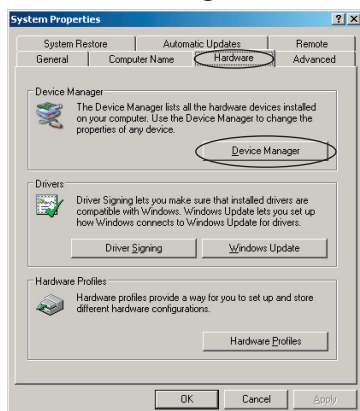 System Properties
System Restore Automatic Updates Remote
General Computer Name Hardware Advanced
Device Manager
The Device Manager lists all the hardware devices installed
on your computer. Use the Device Manager to change the
properties of any device.
Device Manager
Drivers
Driver Signing lets you make sure that installed drivers are
compatible with Windows. Windows Update lets you set up
how Windows connects to Windows Update for drivers.
Driver Signing Windows Update
Hardware Profiles
Hardware profiles provide a way for you to set up and store
different hardware configurations.
Hardware Profiles
OK Cancel Apply